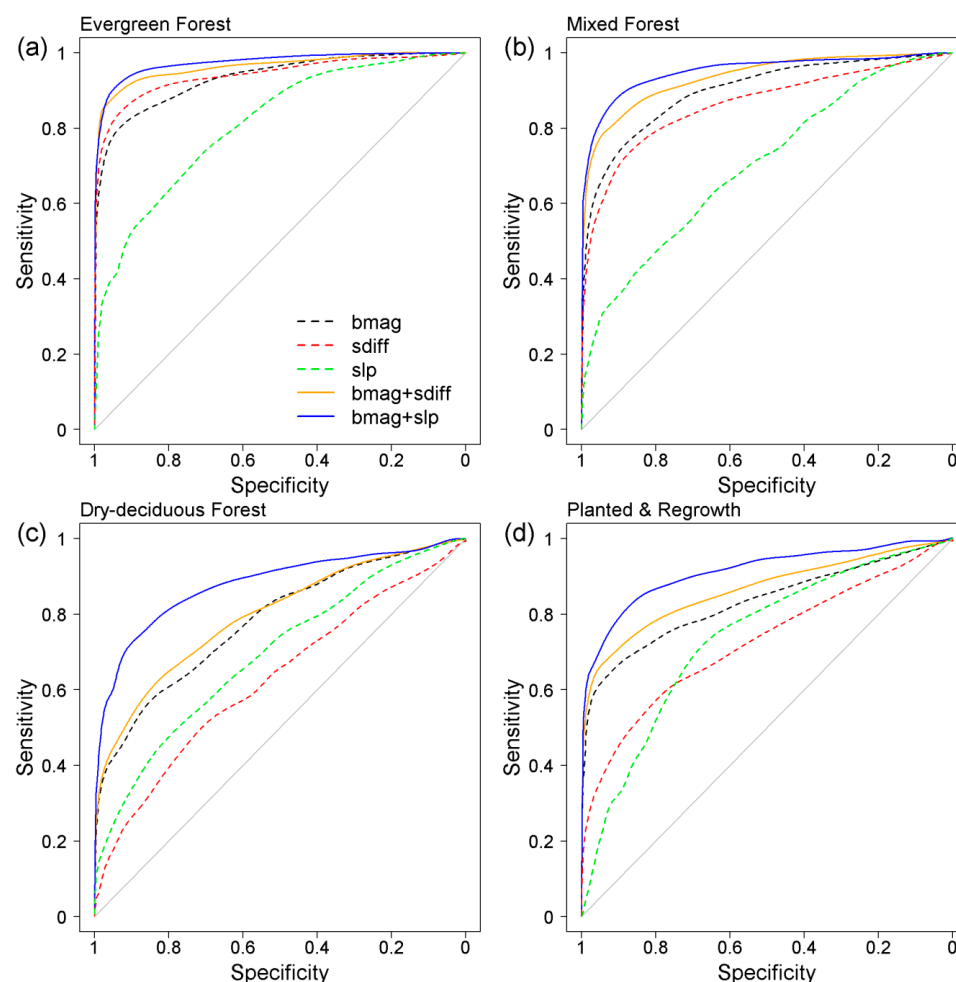 Evergreen Forest
(a)
1
0.8
0.6
0.4
0.2
0
Sensitivity
bmag
sdiff
slp
bmag+sdiff
bmag+slp
1 0.8 0.6 0.4 0.2 0
Specificity
Mixed Forest
(b)
1
0.8
0.6
0.4
0.2
0
Sensitivity
1 0.8 0.6 0.4 0.2 0
Specificity
Dry-deciduous Forest
(c)
1
0.8
0.6
0.4
0.2
0
Sensitivity
1 0.8 0.6 0.4 0.2 0
Specificity
Planted & Regrowth
(d)
1
0.8
0.6
0.4
0.2
0
Sensitivity
1 0.8 0.6 0.4 0.2 0
Specificity